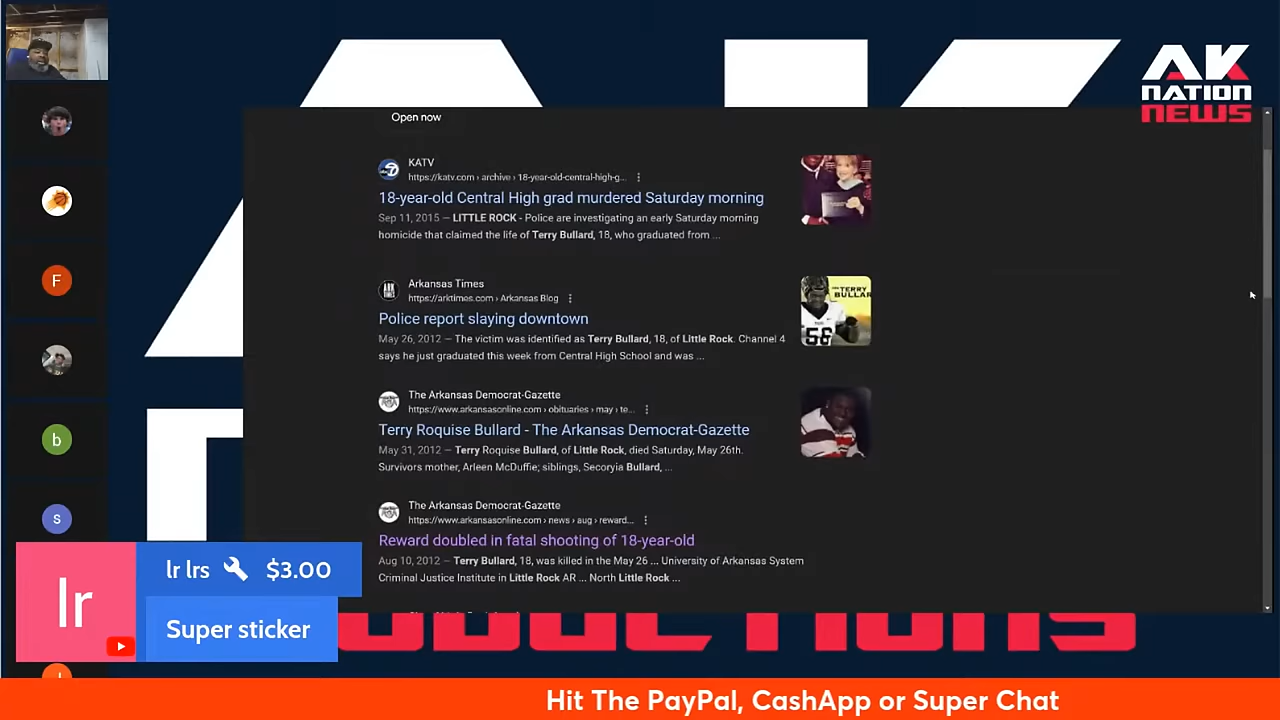 AK
NATION
NEWS
Open now
KATV
https://katv.com › archive › 18-year-old-central-high-g...
18-year-old Central High grad murdered Saturday morning
Sep 11, 2015 — LITTLE ROCK - Police are investigating an early Saturday morning
homicide that claimed the life of Terry Bullard, 18, who graduated from ...
ARK
TIMES
Arkansas Times
https://arktimes.com › Arkansas Blog
TERRY
BULLAR
56
Police report slaying downtown
May 26, 2012 — The victim was identified as Terry Bullard, 18, of Little Rock. Channel 4
says he just graduated this week from Central High School and was ...
The Arkansas Democrat-Gazette
https://www.arkansasonline.com › obituaries › may › te...
Terry Roquise Bullard - The Arkansas Democrat-Gazette
May 31, 2012 — Terry Roquise Bullard, of Little Rock, died Saturday, May 26th.
Survivors mother, Arleen McDuffie; siblings, Secoryia Bullard, ...
The Arkansas Democrat-Gazette
https://www.arkansasonline.com › news › aug › reward...
Reward doubled in fatal shooting of 18-year-old
Aug 10, 2012 — Terry Bullard, 18, was killed in the May 26 ... University of Arkansas System
Criminal Justice Institute in Little Rock AR ... North Little Rock ...
F
b
s
lr
lr lrs $3.00
Super sticker
Hit The PayPal, CashApp or Super Chat